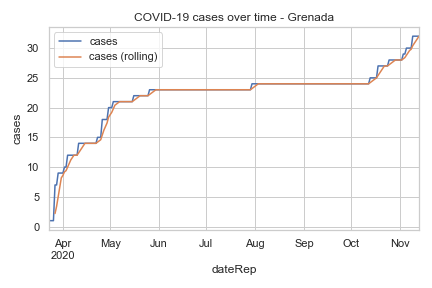 COVID-19 cases over time - Grenada
cases
cases (rolling)
cases
30
25
20
15
10
5
0
Apr May Jun Jul Aug Sep Oct Nov
2020
dateRep